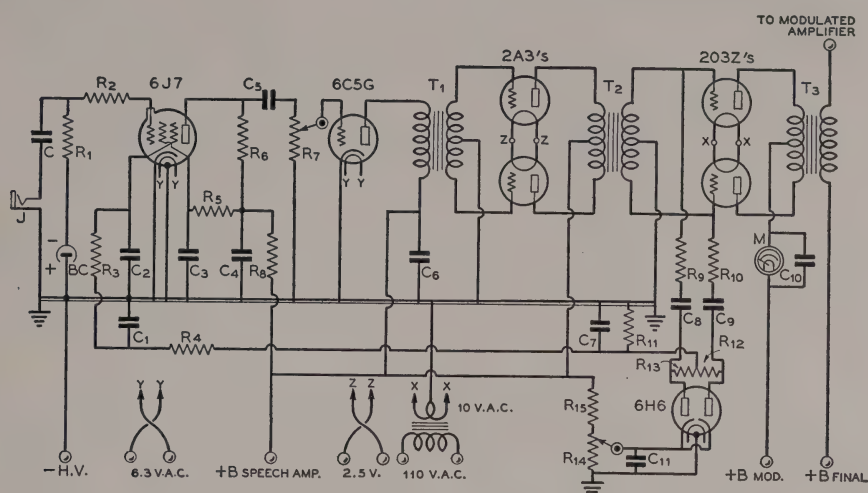 TO MODULATED
AMPLIFIER
2A3's
203Z's
6J7
6C5G
R2
C5
T1
T2
T3
C
R1
R6
R7
Y Y
Y Y
Z Z
X X
J
R5
- 
+ BC
R3
C2
C3
C4
R8
C6
R9
R10
M
C10
C1
R4
C7
R11
C8
C9
R12
R13
Y Y
Z Z
X X
10 V.A.C.
R15
6H6
R14
C11
-H.V.
6.3 V.A.C.
+B SPEECH AMP.
2.5 V.
110 V.A.C.
+B MOD.
+B FINAL